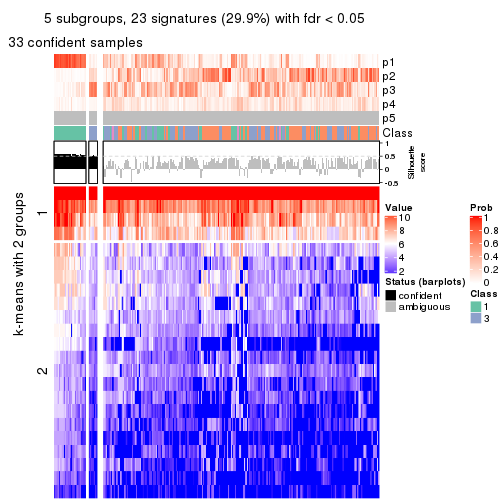 5 subgroups, 23 signatures (29.9%) with fdr < 0.05
33 confident samples
p1
p2
p3
p4
p5
Class
1
0.5
0
-0.5
Silhouette
score
k-means with 2 groups
1
2
Value
10
8
6
4
2
Status (barplots)
confident
ambiguous
Prob
1
0.8
0.6
0.4
0.2
0
Class
1
3